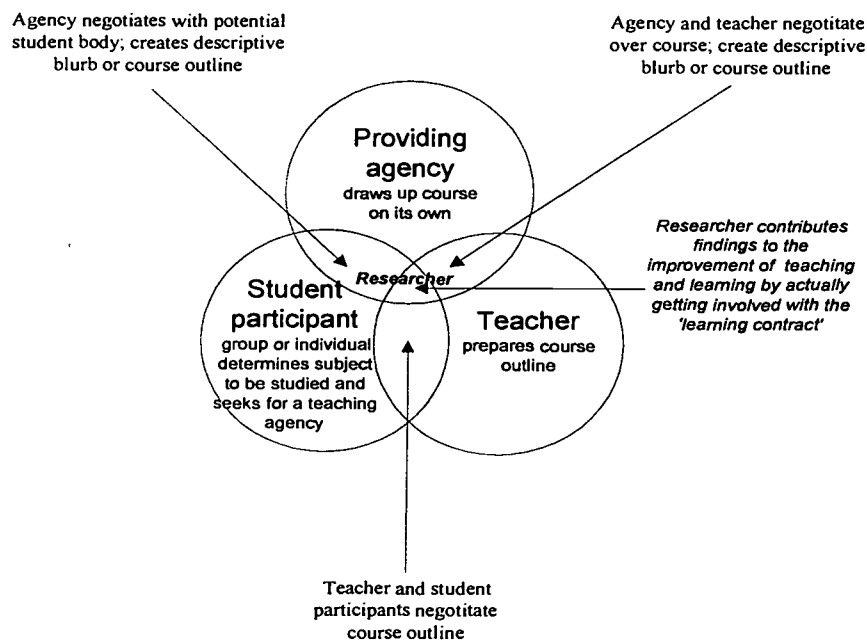 Agency negotiates with potential
student body; creates descriptive
blurb or course outline
Agency and teacher negotitate
over course; create descriptive
blurb or course outline
Providing
agency
draws up course
on its own
Researcher contributes
findings to the
improvement of teaching
and learning by actually
getting involved with the
'learning contract'
Researcher
Student
participant
group or individual
determines subject
to be studied and
seeks for a teaching
agency
Teacher
prepares course
outline
Teacher and student
participants negotitate
course outline